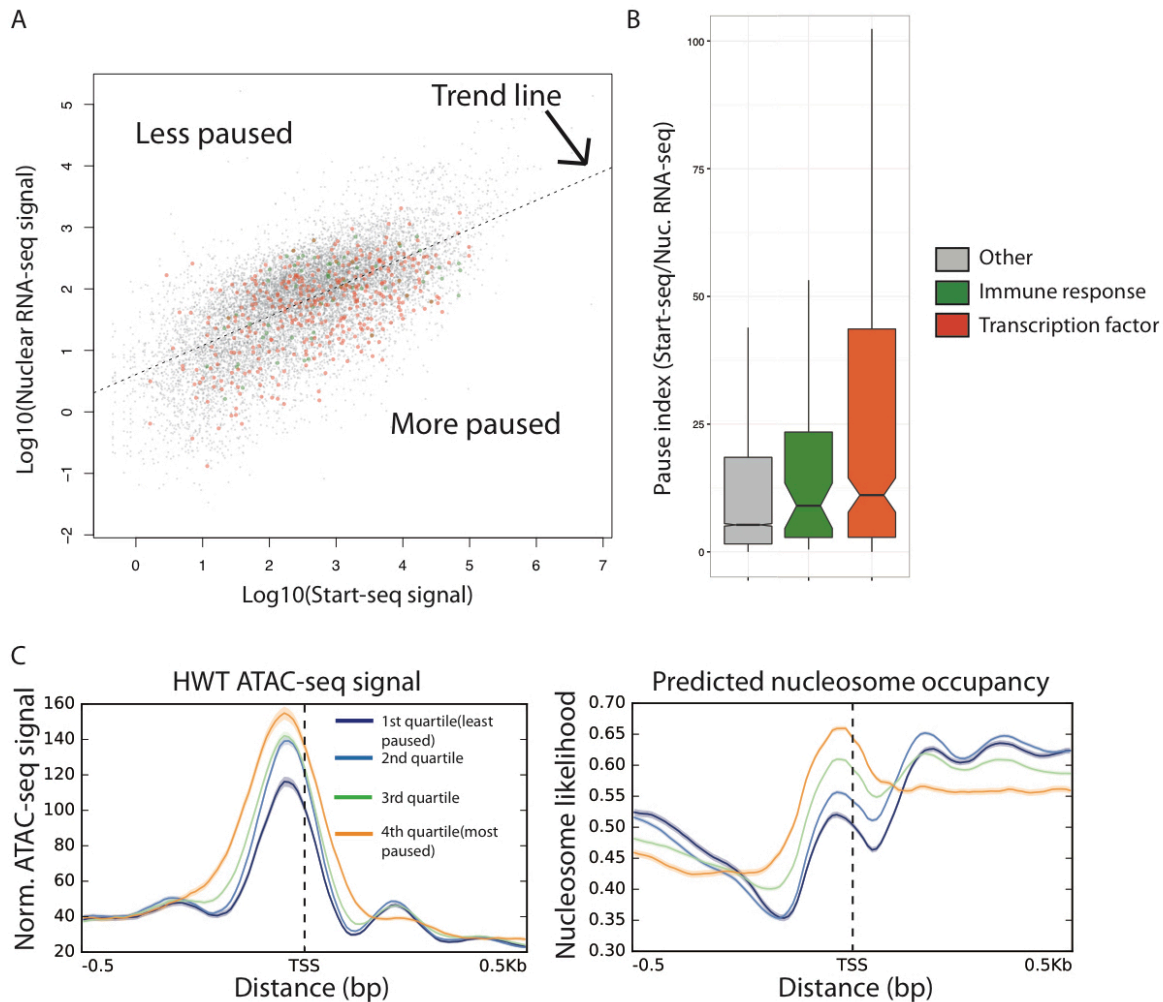 A
Less paused
Trend line
More paused
Log10(Nuclear RNA-seq signal)
5
4
3
2
1
0
−1
−2
0
1
2
3
4
5
6
7
Log10(Start-seq signal)
B
Pause index (Start-seq/Nuc. RNA-seq)
100
75
50
25
0
Other
Immune response
Transcription factor
C
HWT ATAC-seq signal
Norm. ATAC-seq signal
160
140
120
100
80
60
40
20
1st quartile(least
paused)
2nd quartile
3rd quartile
4th quartile(most
paused)
-0.5
TSS
0.5Kb
Distance (bp)
Predicted nucleosome occupancy
Nucleosome likelihood
0.70
0.65
0.60
0.55
0.50
0.45
0.40
0.35
0.30
-0.5
TSS
0.5Kb
Distance (bp)